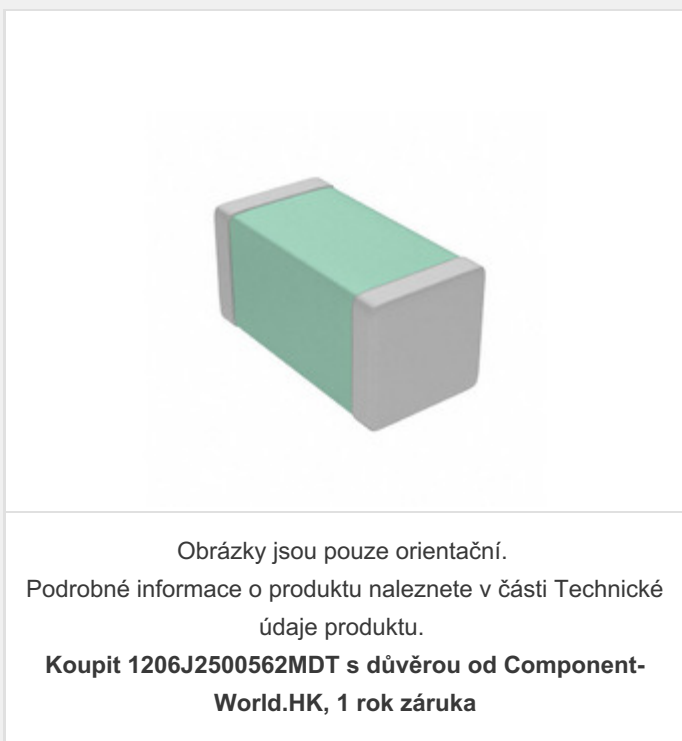 Obrázky jsou pouze orientační.
Podrobné informace o produktu naleznete v části Technické
údaje produktu.
Koupit 1206J2500562MDT s důvěrou od Component-
World.HK, 1 rok záruka